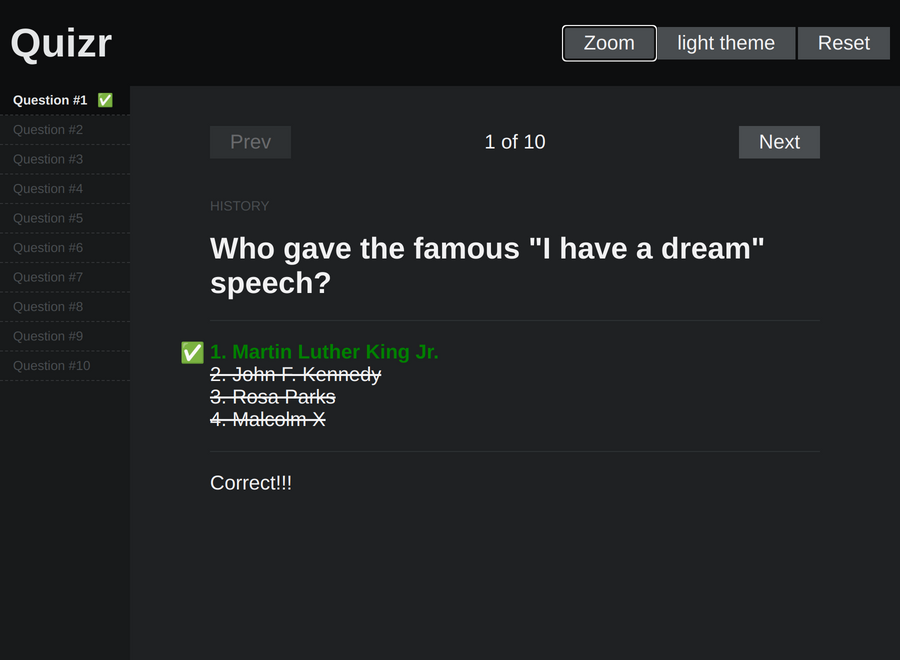 Quizr
Zoom
light theme
Reset
Question #1 ✅
Question #2
Question #3
Question #4
Question #5
Question #6
Question #7
Question #8
Question #9
Question #10
Prev
1 of 10
Next
HISTORY
Who gave the famous "I have a dream"
speech?
✅ 1. Martin Luther King Jr.
2. John F. Kennedy
3. Rosa Parks
4. Malcolm X
Correct!!!